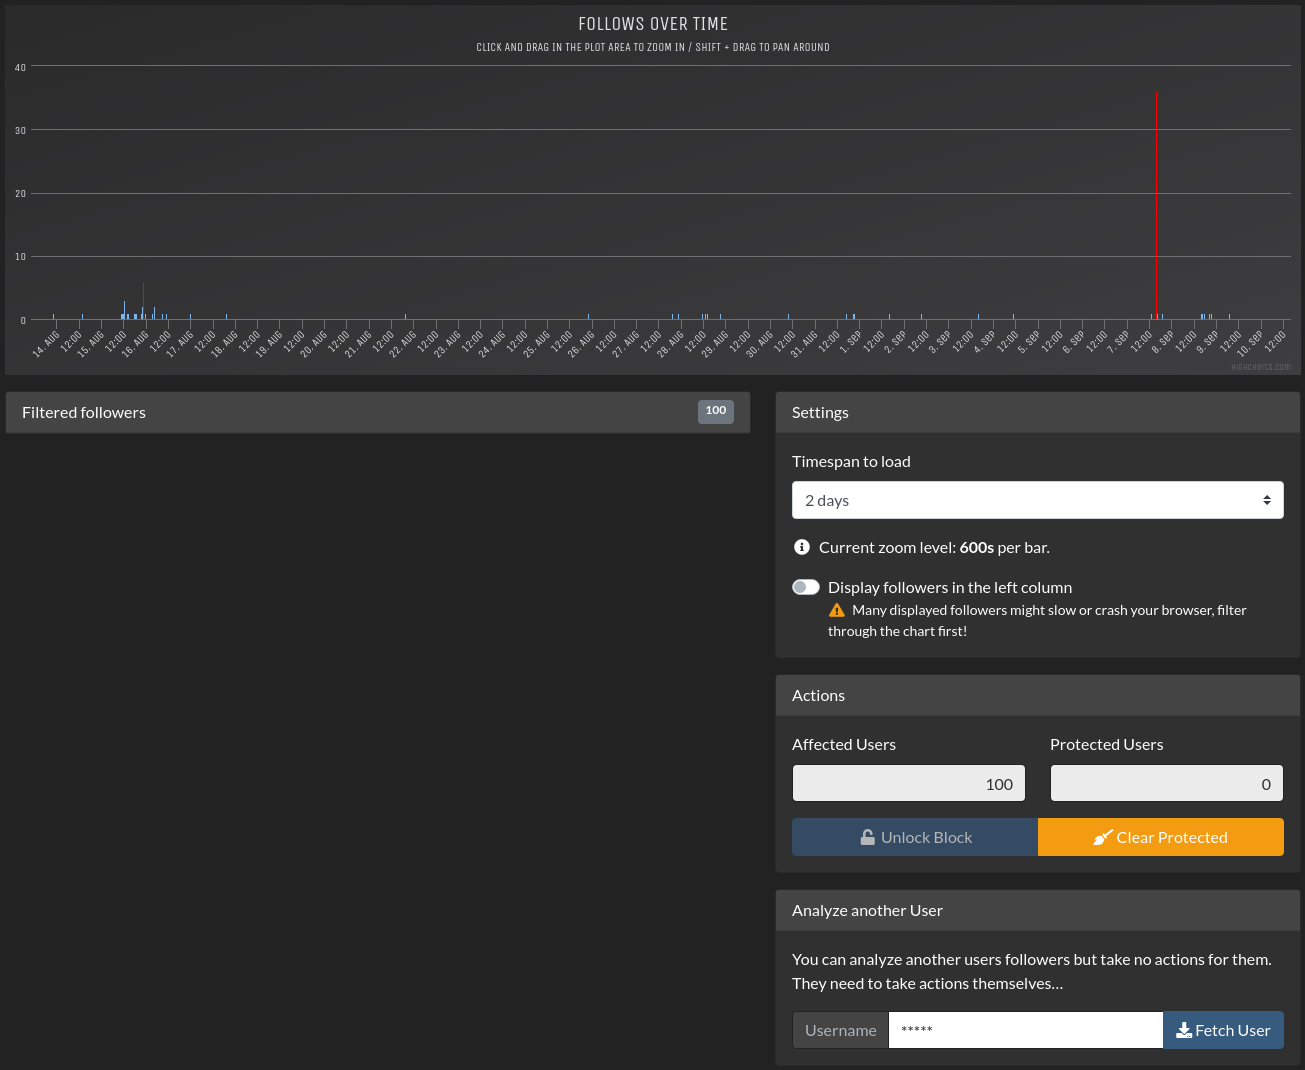 FOLLOWS OVER TIME
CLICK AND DRAG IN THE PLOT AREA TO ZOOM IN / SHIFT + DRAG TO PAN AROUND
40
30
20
10
0
14. AUG 12:00 15. AUG 12:00 16. AUG 12:00 17. AUG 12:00 18. AUG 12:00 19. AUG 12:00 20. AUG 12:00 21. AUG 12:00 22. AUG 12:00 23. AUG 12:00 24. AUG 12:00 25. AUG 12:00 26. AUG 12:00 27. AUG 12:00 28. AUG 12:00 29. AUG 12:00 30. AUG 12:00 31. AUG 12:00 1. SEP 12:00 2. SEP 12:00 3. SEP 12:00 4. SEP 12:00 5. SEP 12:00 6. SEP 12:00 7. SEP 12:00 8. SEP 12:00 9. SEP 12:00 10. SEP 12:00
HIGHCHARTS.COM
Filtered followers 100
Settings
Timespan to load
2 days
Current zoom level: 600s per bar.
Display followers in the left column
Many displayed followers might slow or crash your browser, filter
through the chart first!
Actions
Affected Users Protected Users
100 0
Unlock Block Clear Protected
Analyze another User
You can analyze another users followers but take no actions for them.
They need to take actions themselves...
Username ***** Fetch User